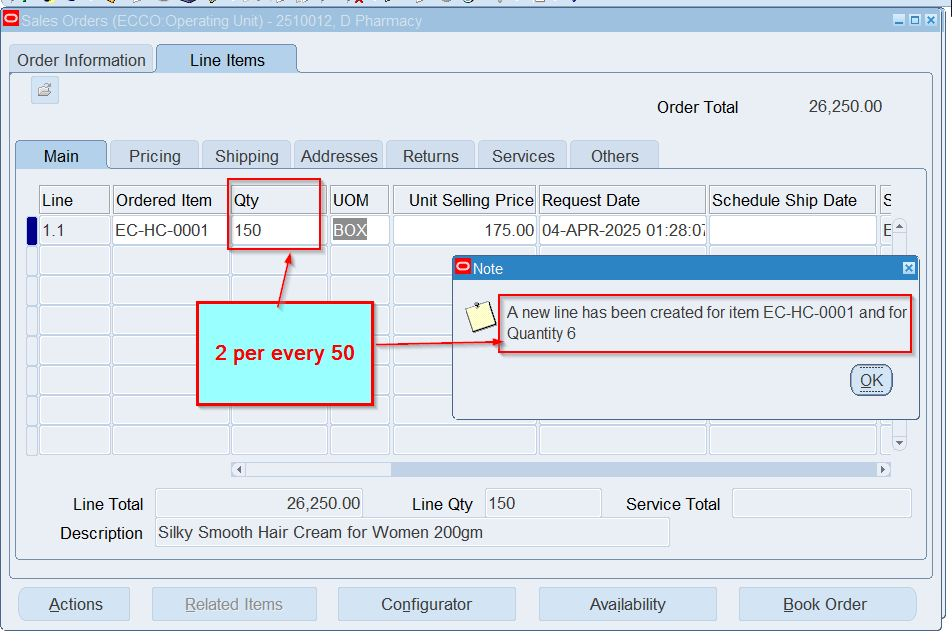 Sales Orders (ECCO:Operating Unit) - 2510012, D Pharmacy
Order Information Line Items
Order Total 26,250.00
Main Pricing Shipping Addresses Returns Services Others
Line Ordered Item Qty UOM Unit Selling Price Request Date Schedule Ship Date S
1.1 EC-HC-0001 150 BOX 175.00 04-APR-2025 01:28:07 E
Note
A new line has been created for item EC-HC-0001 and for
Quantity 6
2 per every 50
OK
Line Total 26,250.00 Line Qty 150 Service Total
Description Silky Smooth Hair Cream for Women 200gm
Actions Related Items Configurator Availability Book Order